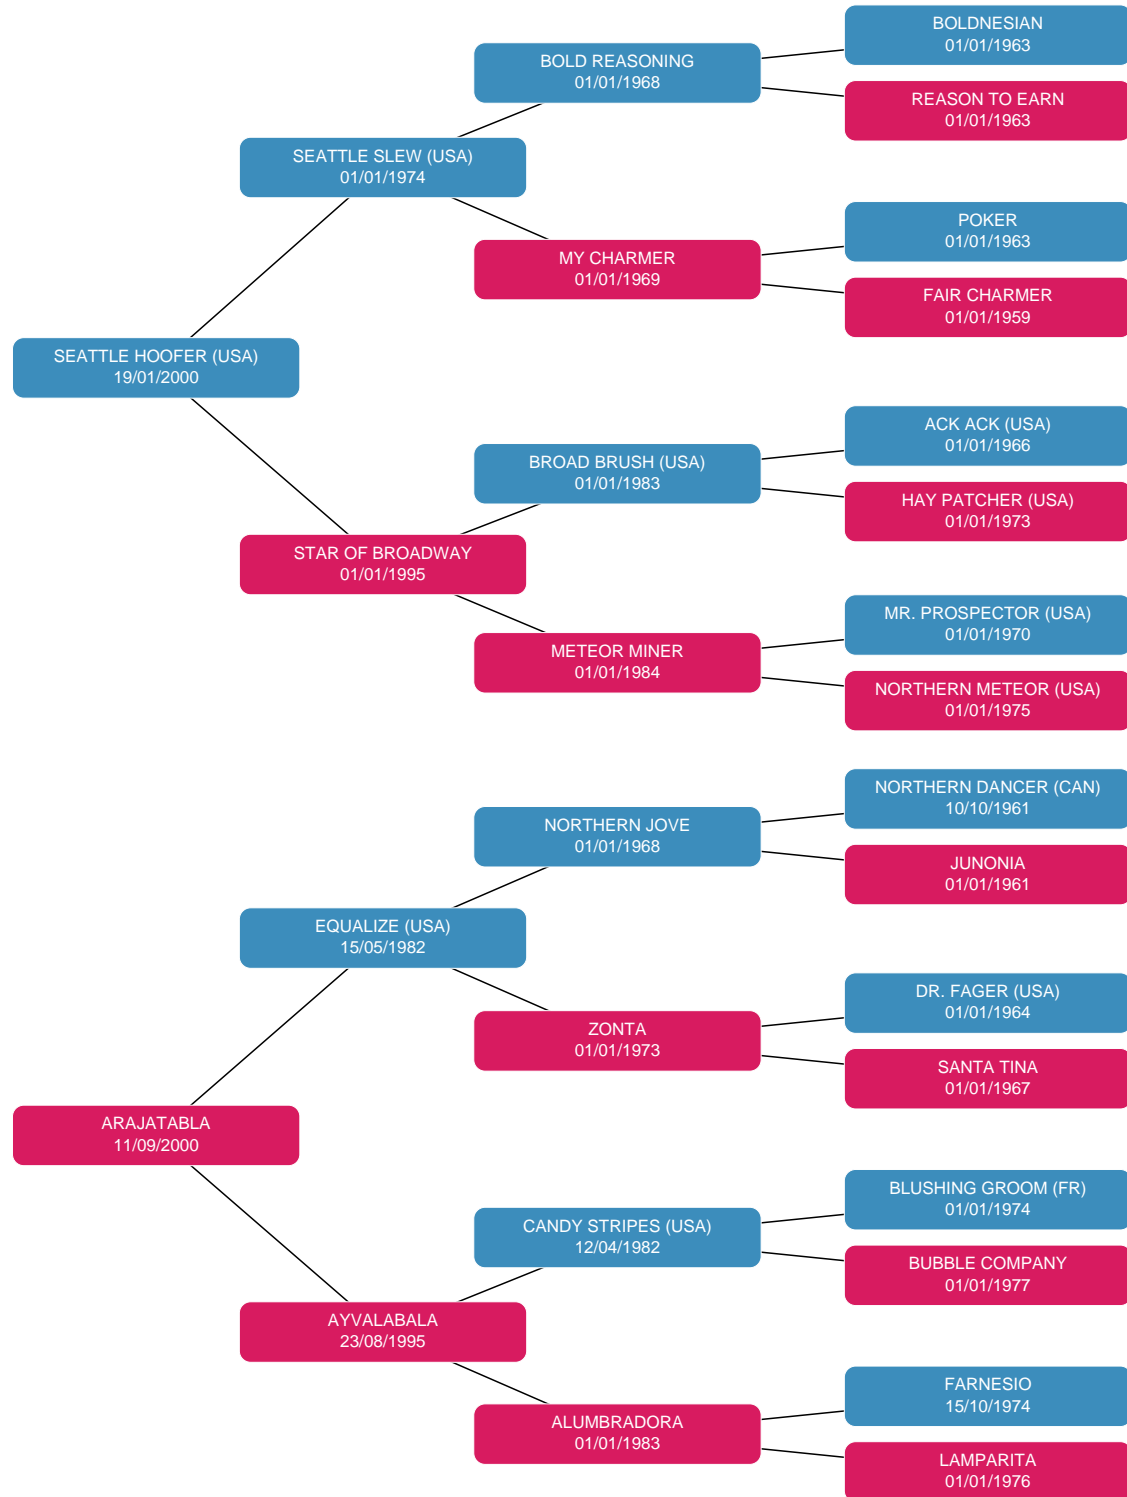 BOLDNESIAN
01/01/1963
BOLD REASONING
01/01/1968
REASON TO EARN
01/01/1963
SEATTLE SLEW (USA)
01/01/1974
POKER
01/01/1963
MY CHARMER
01/01/1969
FAIR CHARMER
01/01/1959
SEATTLE HOOFER (USA)
19/01/2000
ACK ACK (USA)
01/01/1966
BROAD BRUSH (USA)
01/01/1983
HAY PATCHER (USA)
01/01/1973
STAR OF BROADWAY
01/01/1995
MR. PROSPECTOR (USA)
01/01/1970
METEOR MINER
01/01/1984
NORTHERN METEOR (USA)
01/01/1975
NORTHERN DANCER (CAN)
10/10/1961
NORTHERN JOVE
01/01/1968
JUNONIA
01/01/1961
EQUALIZE (USA)
15/05/1982
DR. FAGER (USA)
01/01/1964
ZONTA
01/01/1973
SANTA TINA
01/01/1967
ARAJATABLA
11/09/2000
BLUSHING GROOM (FR)
01/01/1974
CANDY STRIPES (USA)
12/04/1982
BUBBLE COMPANY
01/01/1977
AYVALABALA
23/08/1995
FARNESIO
15/10/1974
ALUMBRADORA
01/01/1983
LAMPARITA
01/01/1976